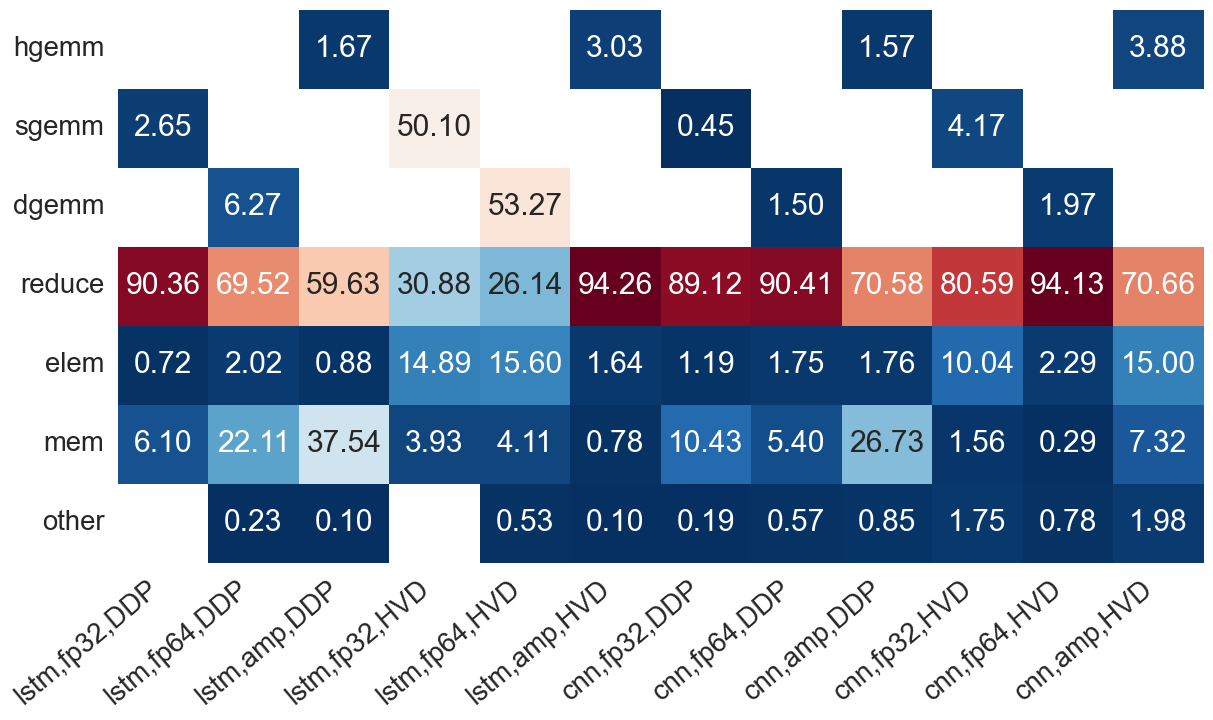 hgemm 1.67 3.03 1.57 3.88
sgemm 2.65 50.10 0.45 4.17
dgemm 6.27 53.27 1.50 1.97
reduce 90.36 69.52 59.63 30.88 26.14 94.26 89.12 90.41 70.58 80.59 94.13 70.66
elem 0.72 2.02 0.88 14.89 15.60 1.64 1.19 1.75 1.76 10.04 2.29 15.00
mem 6.10 22.11 37.54 3.93 4.11 0.78 10.43 5.40 26.73 1.56 0.29 7.32
other 0.23 0.10 0.53 0.10 0.19 0.57 0.85 1.75 0.78 1.98
lstm,fp32,DDP
lstm,fp64,DDP
lstm,amp,DDP
lstm,fp32,HVD
lstm,fp64,HVD
lstm,amp,HVD
cnn,fp32,DDP
cnn,fp64,DDP
cnn,amp,DDP
cnn,fp32,HVD
cnn,fp64,HVD
cnn,amp,HVD